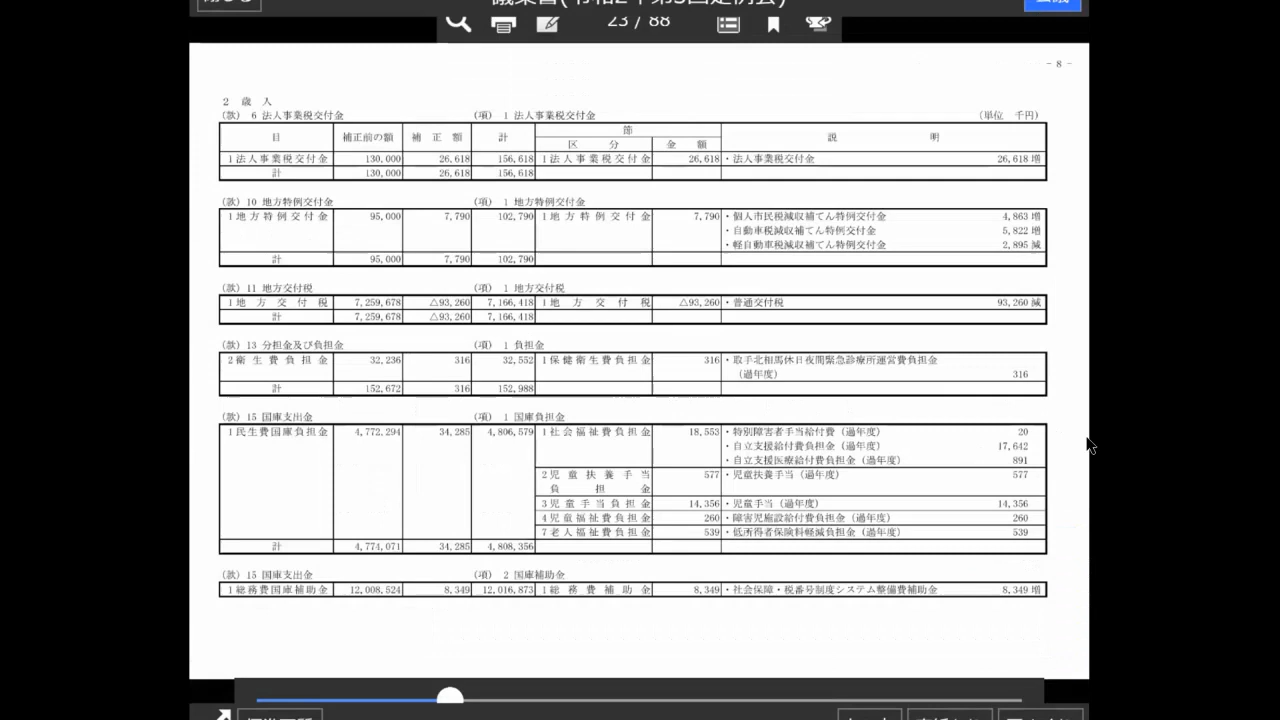 23 / 88
- 8 -
2 歳 入
(款) 6 法人事業税交付金 (項) 1 法人事業税交付金 (単位 千円)
目 補正前の額 補 正 額 計 節 説 明
区 分 金 額
1法人事業税交付金 130,000 26,618 156,618 1法人事業税交付金 26,618 ・法人事業税交付金 26,618 増
計 130,000 26,618 156,618
(款) 10 地方特例交付金 (項) 1 地方特例交付金
1地方特例交付金 95,000 7,790 102,790 1地方特例交付金 7,790 ・個人市民税減収補てん特例交付金 4,863 増
・自動車税減収補てん特例交付金 5,822 増
・軽自動車税減収補てん特例交付金 2,895 減
計 95,000 7,790 102,790
(款) 11 地方交付税 (項) 1 地方交付税
1地方交付税 7,259,678 △93,260 7,166,418 1地方交付税 △93,260 ・普通交付税 93,260 減
計 7,259,678 △93,260 7,166,418
(款) 13 分担金及び負担金 (項) 1 負担金
2衛生費負担金 32,236 316 32,552 1保健衛生費負担金 316 ・取手北相馬休日夜間緊急診療所運営費負担金
(過年度) 316
計 152,672 316 152,988
(款) 15 国庫支出金 (項) 1 国庫負担金
1民生費国庫負担金 4,772,294 34,285 4,806,579 1社会福祉費負担金 18,553 ・特別障害者手当給付費(過年度) 20
・自立支援給付費負担金(過年度) 17,642
・自立支援医療給付費負担金(過年度) 891
2児童扶養手当 577 ・児童扶養手当(過年度) 577
負担金
3児童手当負担金 14,356 ・児童手当(過年度) 14,356
4児童福祉費負担金 260 ・障害児施設給付費負担金(過年度) 260
7老人福祉費負担金 539 ・低所得者保険料軽減負担金(過年度) 539
計 4,774,071 34,285 4,808,356
(款) 15 国庫支出金 (項) 2 国庫補助金
1総務費国庫補助金 12,008,524 8,349 12,016,873 1総務費補助金 8,349 ・社会保障・税番号制度システム整備費補助金 8,349 増